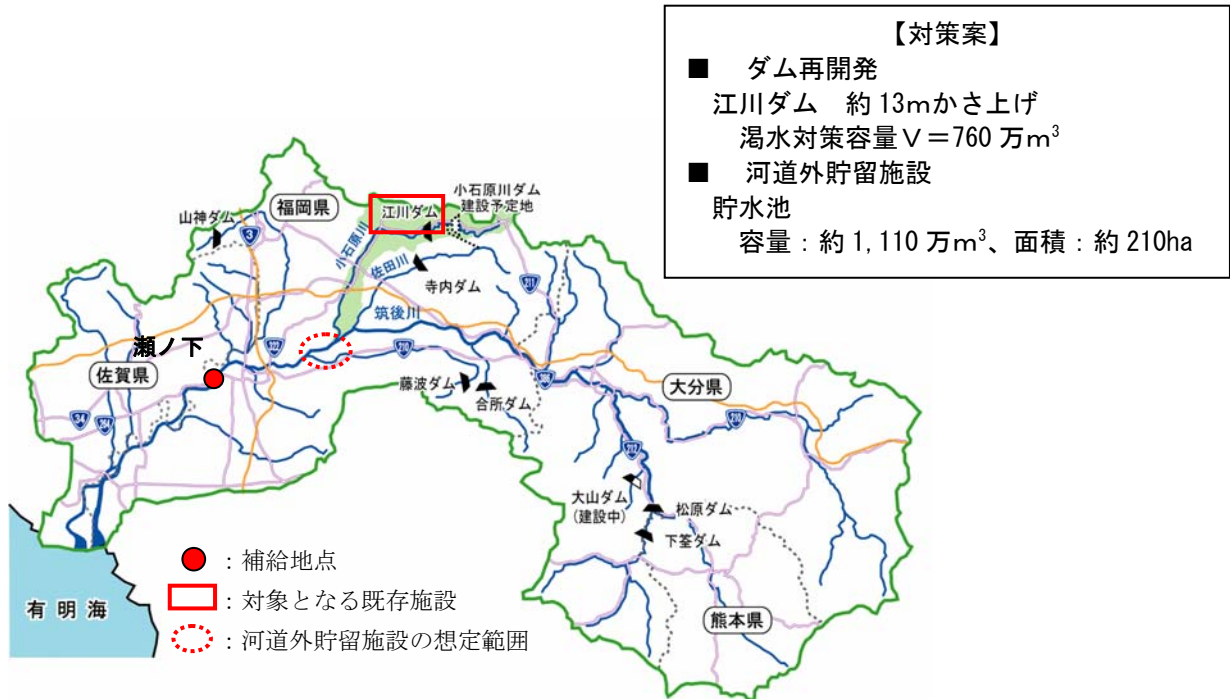 【対策案】
■ ダム再開発
江川ダム 約13mかさ上げ
渇水対策容量V=760万m³
■ 河道外貯留施設
貯水池
容量:約1,110万m³、面積:約210ha
小石原川ダム
建設予定地
福岡県
江川ダム
山神ダム
3
小石原川
佐田川
211
寺内ダム
筑後川
瀬ノ下
佐賀県
210
大分県
藤波ダム
合所ダム
34
264
210
212
大山ダム
(建設中)
松原ダム
下筌ダム
熊本県
有明海
:補給地点
:対象となる既存施設
:河道外貯留施設の想定範囲